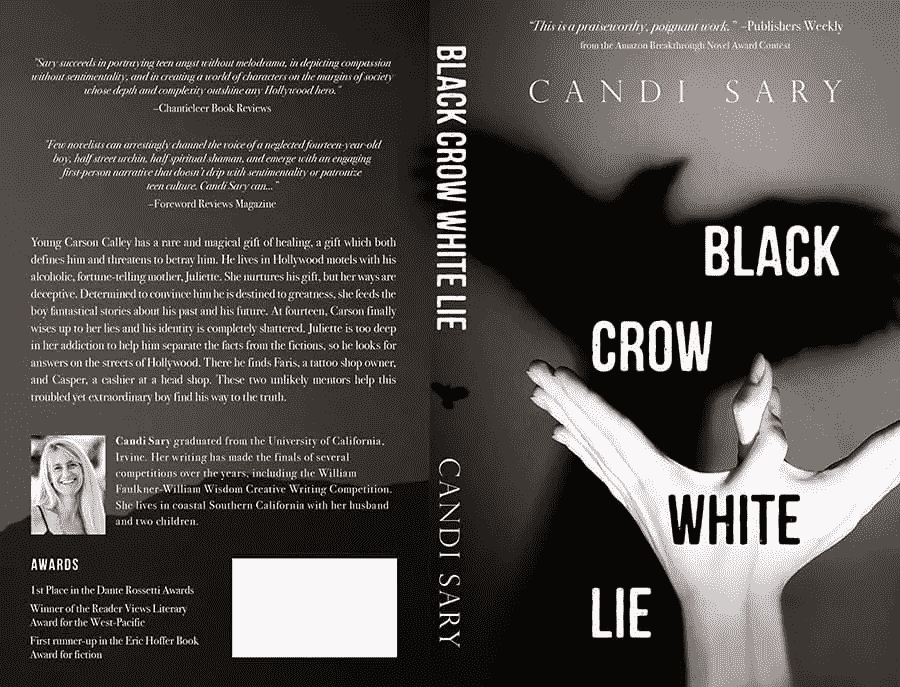 "Sary succeeds in portraying teen angst without melodrama, in depicting compassion
without sentimentality, and in creating a world of characters on the margins of society
whose depth and complexity outshine any Hollywood hero."
–Chanticleer Book Reviews
"Few novelists can arrestingly channel the voice of a neglected fourteen-year-old
boy, half street urchin, half spiritual shaman, and emerge with an engaging
first-person narrative that doesn't drip with sentimentality or patronize
teen culture. Candi Sary can..."
–Foreword Reviews Magazine
Young Carson Calley has a rare and magical gift of healing, a gift which both
defines him and threatens to betray him. He lives in Hollywood motels with his
alcoholic, fortune-telling mother, Juliette. She nurtures his gift, but her ways are
deceptive. Determined to convince him he is destined to greatness, she feeds the
boy fantastical stories about his past and his future. At fourteen, Carson finally
wises up to her lies and his identity is completely shattered. Juliette is too deep
in her addiction to help him separate the facts from the fictions, so he looks for
answers on the streets of Hollywood. There he finds Faris, a tattoo shop owner,
and Casper, a cashier at a head shop. These two unlikely mentors help this
troubled yet extraordinary boy find his way to the truth.
Candi Sary graduated from the University of California,
Irvine. Her writing has made the finals of several
competitions over the years, including the William
Faulkner-William Wisdom Creative Writing Competition.
She lives in coastal Southern California with her husband
and two children.
AWARDS
1st Place in the Dante Rossetti Awards
Winner of the Reader Views Literary
Award for the West-Pacific
First runner-up in the Eric Hoffer Book
Award for fiction
BLACK CROW WHITE LIE
CANDI SARY
"This is a praiseworthy, poignant work." –Publishers Weekly
from the Amazon Breakthrough Novel Award Contest
CANDI SARY
BLACK
CROW
WHITE
LIE